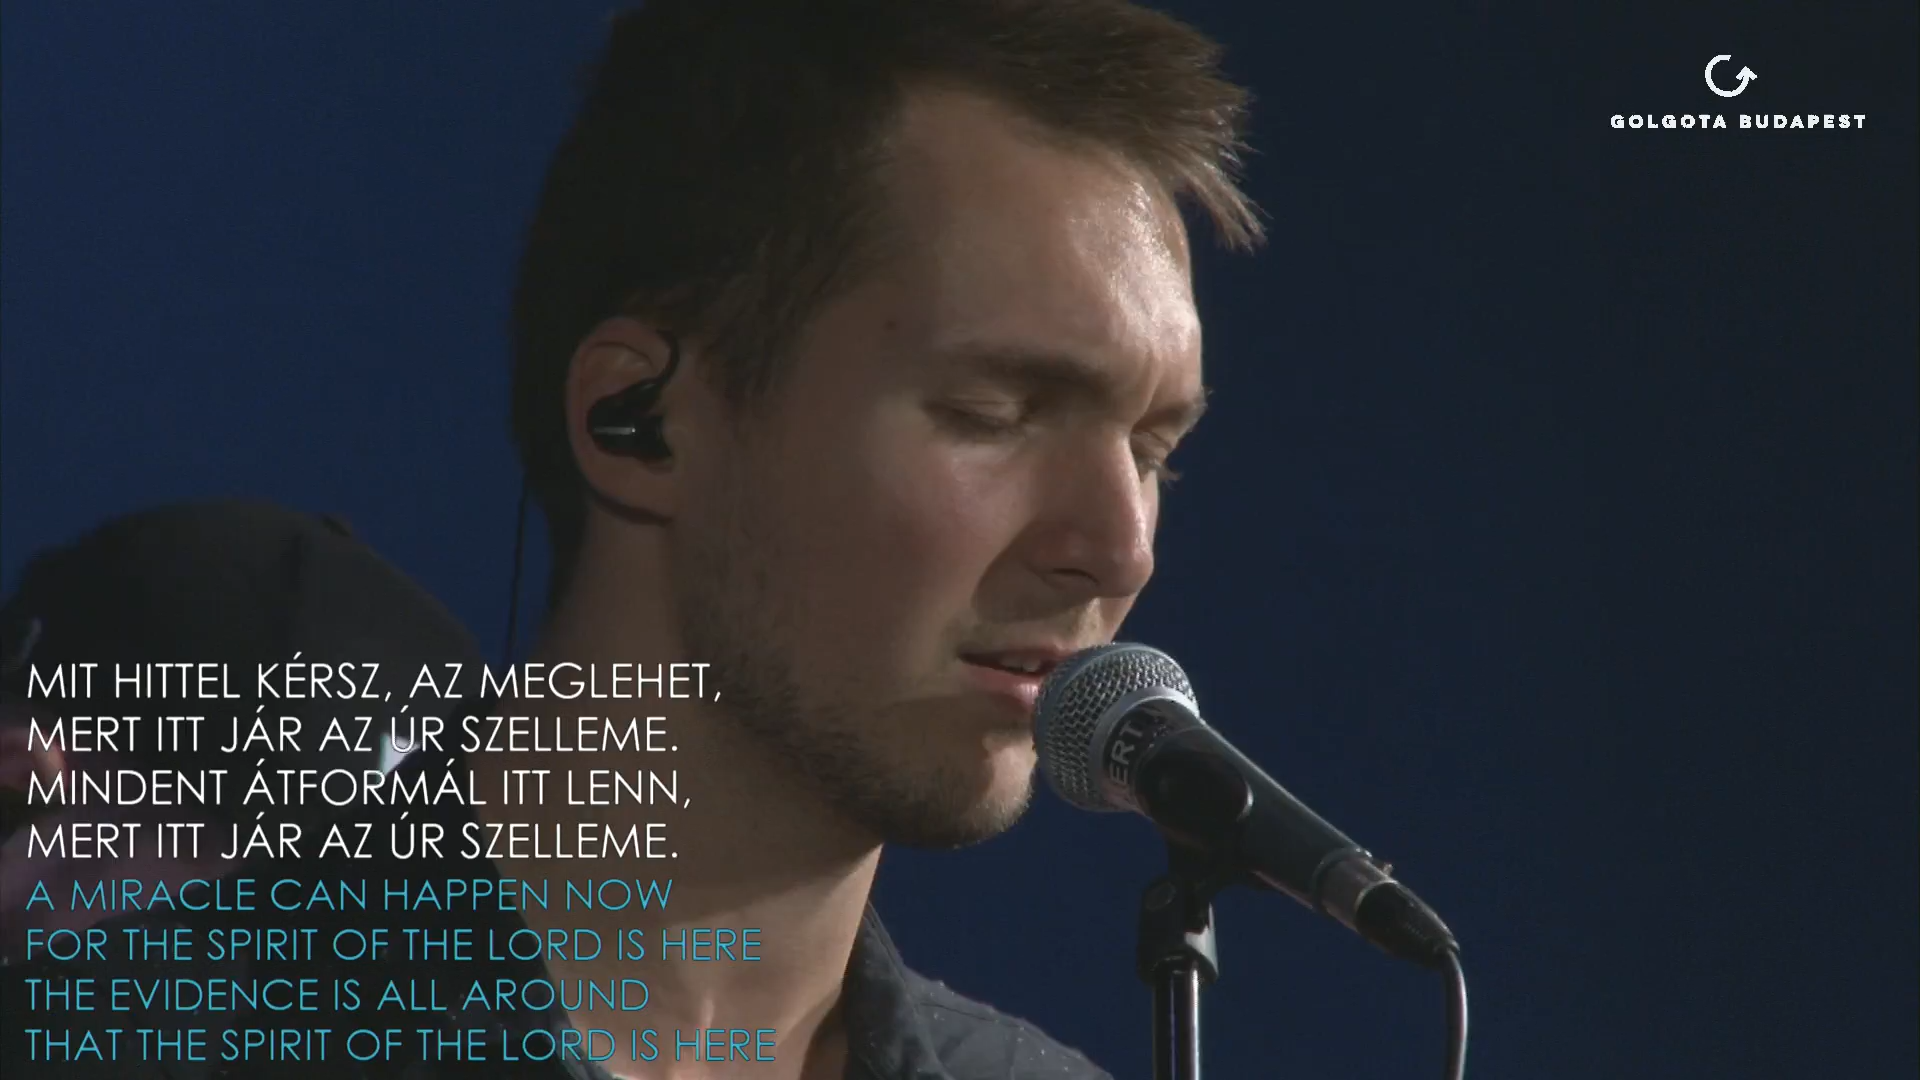 GOLGOTA BUDAPEST
MIT HITTEL KÉRSZ, AZ MEGLEHET,
MERT ITT JÁR AZ ÚR SZELLEME.
MINDENT ÁTFORMÁL ITT LENN,
MERT ITT JÁR AZ ÚR SZELLEME.
A MIRACLE CAN HAPPEN NOW
FOR THE SPIRIT OF THE LORD IS HERE
THE EVIDENCE IS ALL AROUND
THAT THE SPIRIT OF THE LORD IS HERE